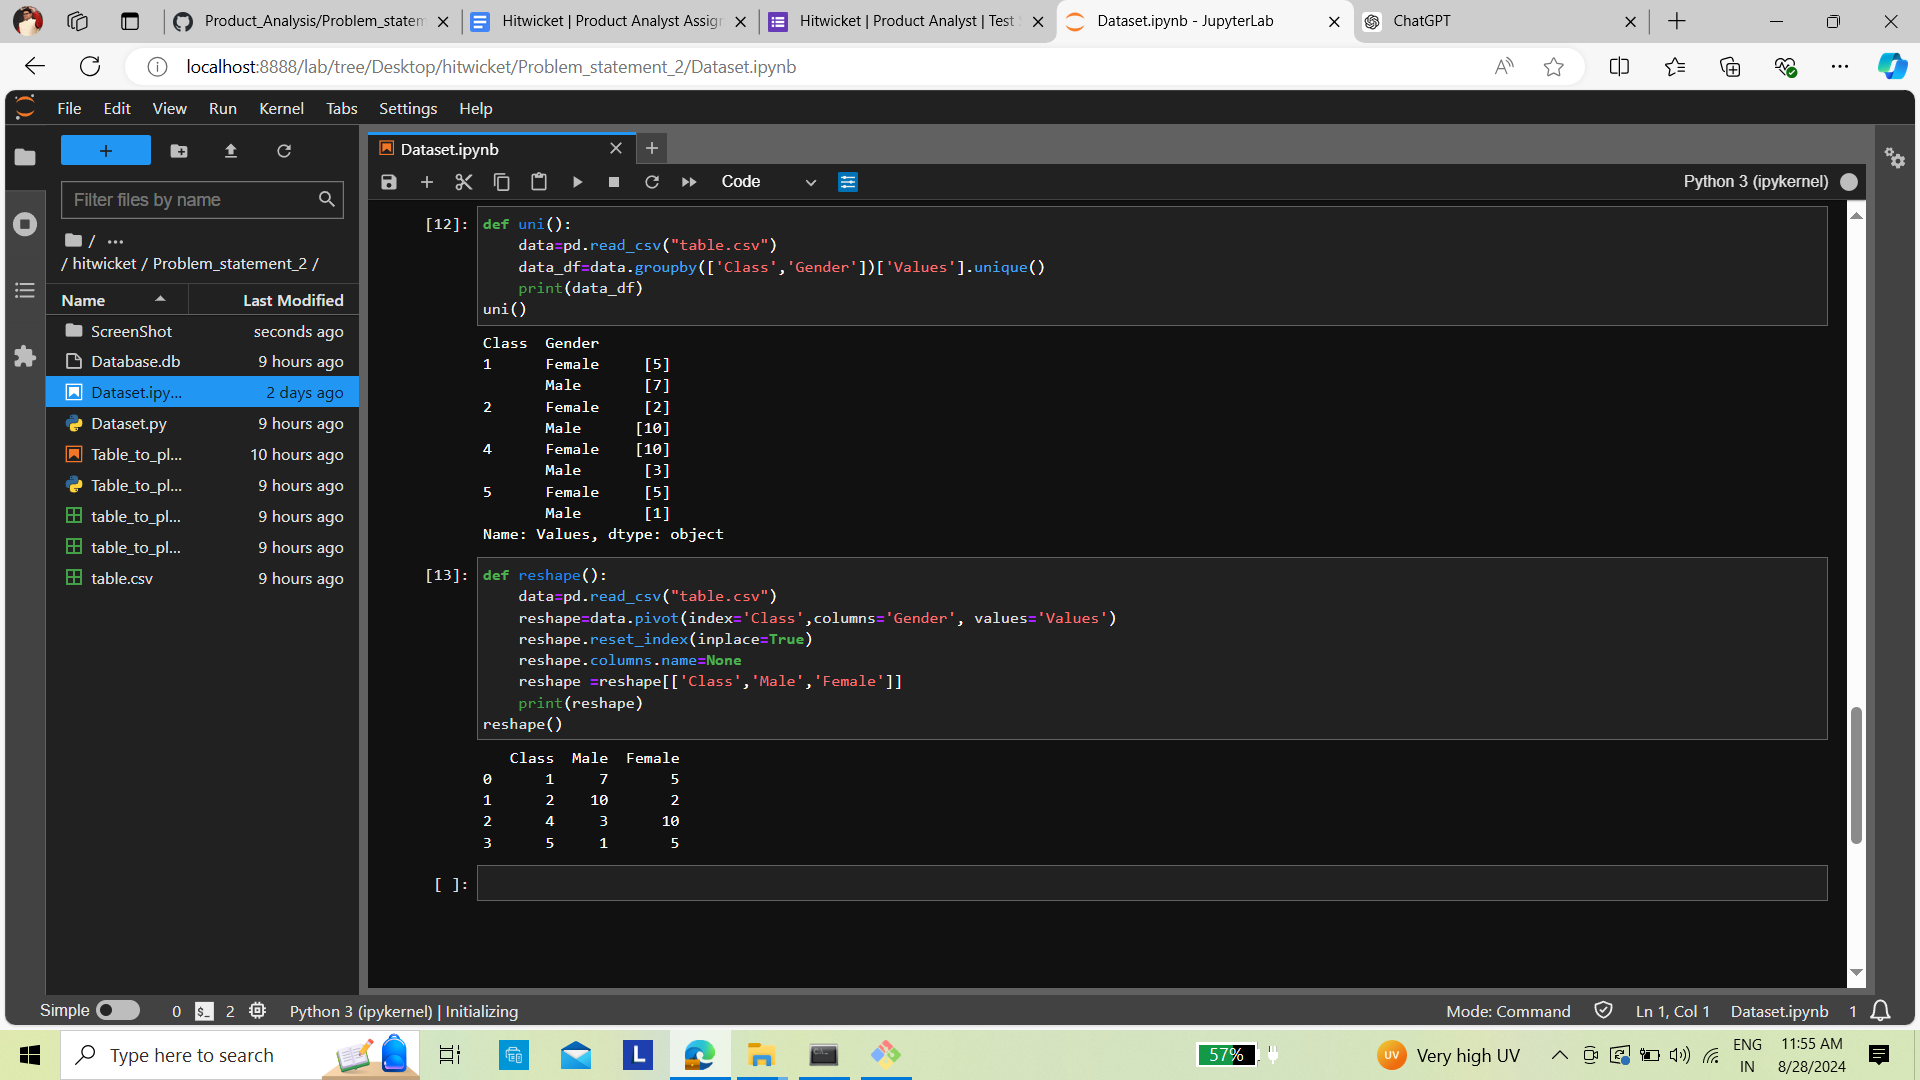 Product_Analysis/Problem_statem
Hitwicket | Product Analyst Assig
Hitwicket | Product Analyst | Test
Dataset.ipynb - JupyterLab
ChatGPT
localhost:8888/lab/tree/Desktop/hitwicket/Problem_statement_2/Dataset.ipynb
File Edit View Run Kernel Tabs Settings Help
+
Dataset.ipynb
Filter files by name
Code
Python 3 (ipykernel)
/ ...
/ hitwicket / Problem_statement_2 /
Name Last Modified
ScreenShot seconds ago
Database.db 9 hours ago
Dataset.ipy... 2 days ago
Dataset.py 9 hours ago
Table_to_pl... 10 hours ago
Table_to_pl... 9 hours ago
table_to_pl... 9 hours ago
table_to_pl... 9 hours ago
table.csv 9 hours ago
[12]: def uni():
    data=pd.read_csv("table.csv")
    data_df=data.groupby(['Class','Gender'])['Values'].unique()
    print(data_df)
uni()
Class  Gender
1      Female     [5]
       Male       [7]
2      Female     [2]
       Male      [10]
4      Female    [10]
       Male       [3]
5      Female     [5]
       Male       [1]
Name: Values, dtype: object
[13]: def reshape():
    data=pd.read_csv("table.csv")
    reshape=data.pivot(index='Class',columns='Gender', values='Values')
    reshape.reset_index(inplace=True)
    reshape.columns.name=None
    reshape =reshape[['Class','Male','Female']]
    print(reshape)
reshape()
   Class  Male  Female
0      1     7       5
1      2    10       2
2      4     3      10
3      5     1       5
[ ]:
Simple 0 $_ 2 Python 3 (ipykernel) | Initializing
Mode: Command Ln 1, Col 1 Dataset.ipynb 1
Type here to search
L
57%
UV Very high UV
ENG
IN
11:55 AM
8/28/2024